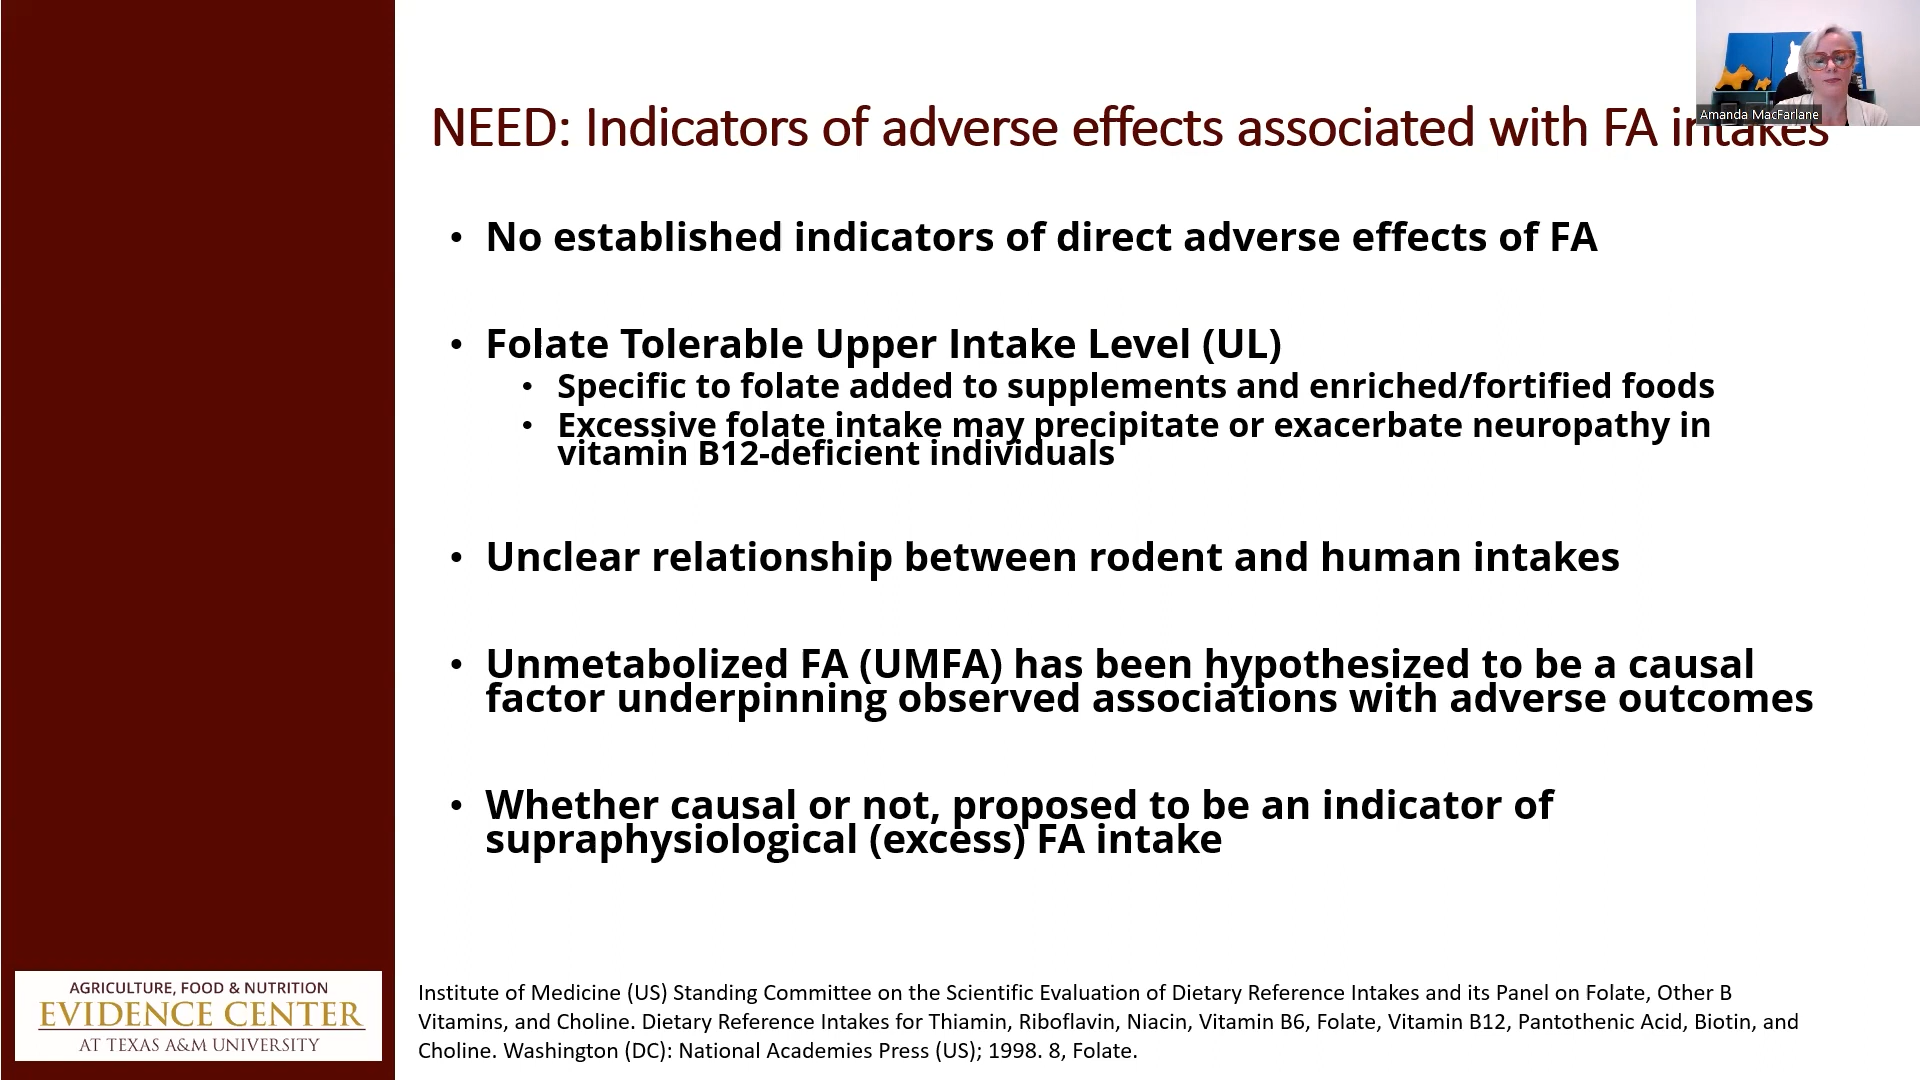 Amanda MacFarlane
NEED: Indicators of adverse effects associated with FA intakes
• No established indicators of direct adverse effects of FA
• Folate Tolerable Upper Intake Level (UL)
• Specific to folate added to supplements and enriched/fortified foods
• Excessive folate intake may precipitate or exacerbate neuropathy in
vitamin B12-deficient individuals
• Unclear relationship between rodent and human intakes
• Unmetabolized FA (UMFA) has been hypothesized to be a causal
factor underpinning observed associations with adverse outcomes
• Whether causal or not, proposed to be an indicator of
supraphysiological (excess) FA intake
AGRICULTURE, FOOD & NUTRITION
EVIDENCE CENTER
AT TEXAS A&M UNIVERSITY
Institute of Medicine (US) Standing Committee on the Scientific Evaluation of Dietary Reference Intakes and its Panel on Folate, Other B
Vitamins, and Choline. Dietary Reference Intakes for Thiamin, Riboflavin, Niacin, Vitamin B6, Folate, Vitamin B12, Pantothenic Acid, Biotin, and
Choline. Washington (DC): National Academies Press (US); 1998. 8, Folate.